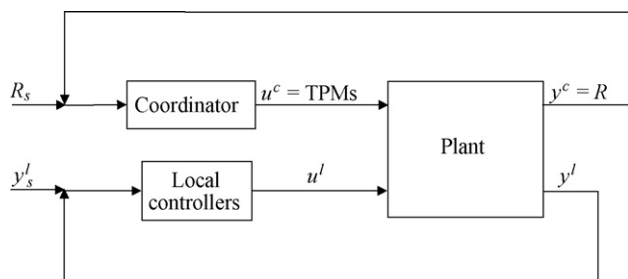 R_s
Coordinator
u^c = TPMs
y^c = R
Plant
y^l_s
Local
controllers
u^l
y^l